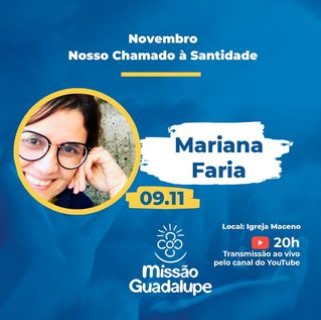 Novembro
Nosso Chamado à Santidade
Mariana
Faria
09.11
Local: Igreja Maceno
20h
Transmissão ao vivo
pelo canal do YouTube
Missão
Guadalupe